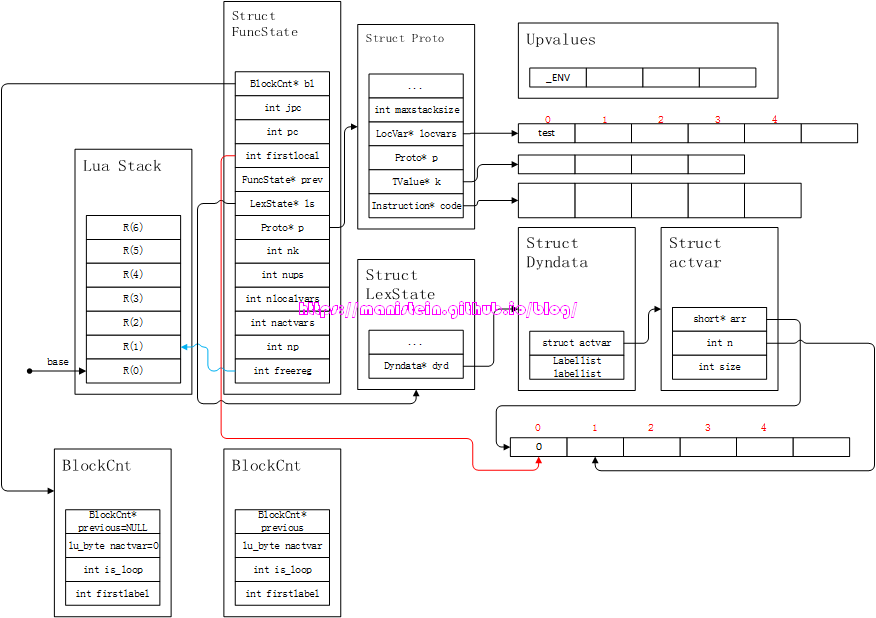 Struct
FuncState
BlockCnt* bl
int jpc
int pc
int firstlocal
FuncState* prev
LexState* ls
Proto* p
int nk
int nups
int nlocalvars
int nactvars
int np
int freereg
Struct Proto
...
int maxstacksize
LocVar* locvars
Proto* p
TValue* k
Instruction* code
Upvalues
_ENV
0 1 2 3 4
test
Lua Stack
R(6)
R(5)
R(4)
R(3)
R(2)
R(1)
R(0)
base
Struct
LexState
...
Dyndata* dyd
Struct
Dyndata
struct actvar
Labellist
labellist
Struct
actvar
short* arr
int n
int size
https://manistein.github.io/blog/
0 1 2 3 4
0
BlockCnt
BlockCnt*
previous=NULL
lu_byte nactvar=0
int is_loop
int firstlabel
BlockCnt
BlockCnt*
previous
lu_byte nactvar
int is_loop
int firstlabel